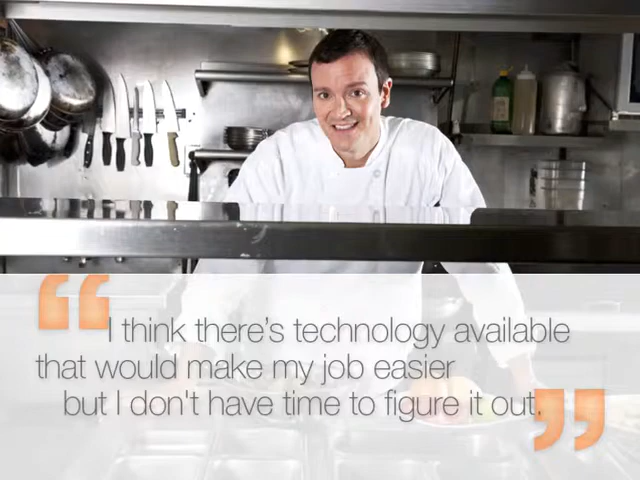 “I think there's technology available
that would make my job easier
but I don't have time to figure it out.”